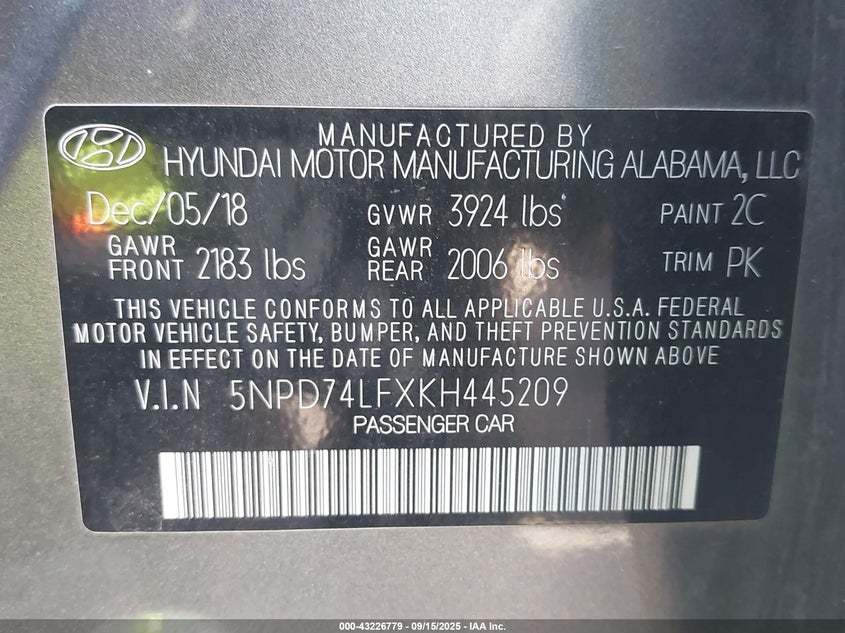 MANUFACTURED BY
HYUNDAI MOTOR MANUFACTURING ALABAMA, LLC
Dec/05/18 GVWR 3924 lbs PAINT 2C
GAWR FRONT 2183 lbs GAWR REAR 2006 lbs TRIM PK
THIS VEHICLE CONFORMS TO ALL APPLICABLE U.S.A. FEDERAL
MOTOR VEHICLE SAFETY, BUMPER, AND THEFT PREVENTION STANDARDS
IN EFFECT ON THE DATE OF MANUFACTURE SHOWN ABOVE
V.I.N 5NPD74LFXKH445209
PASSENGER CAR
000-43226779 - 09/15/2025 - IAA Inc.